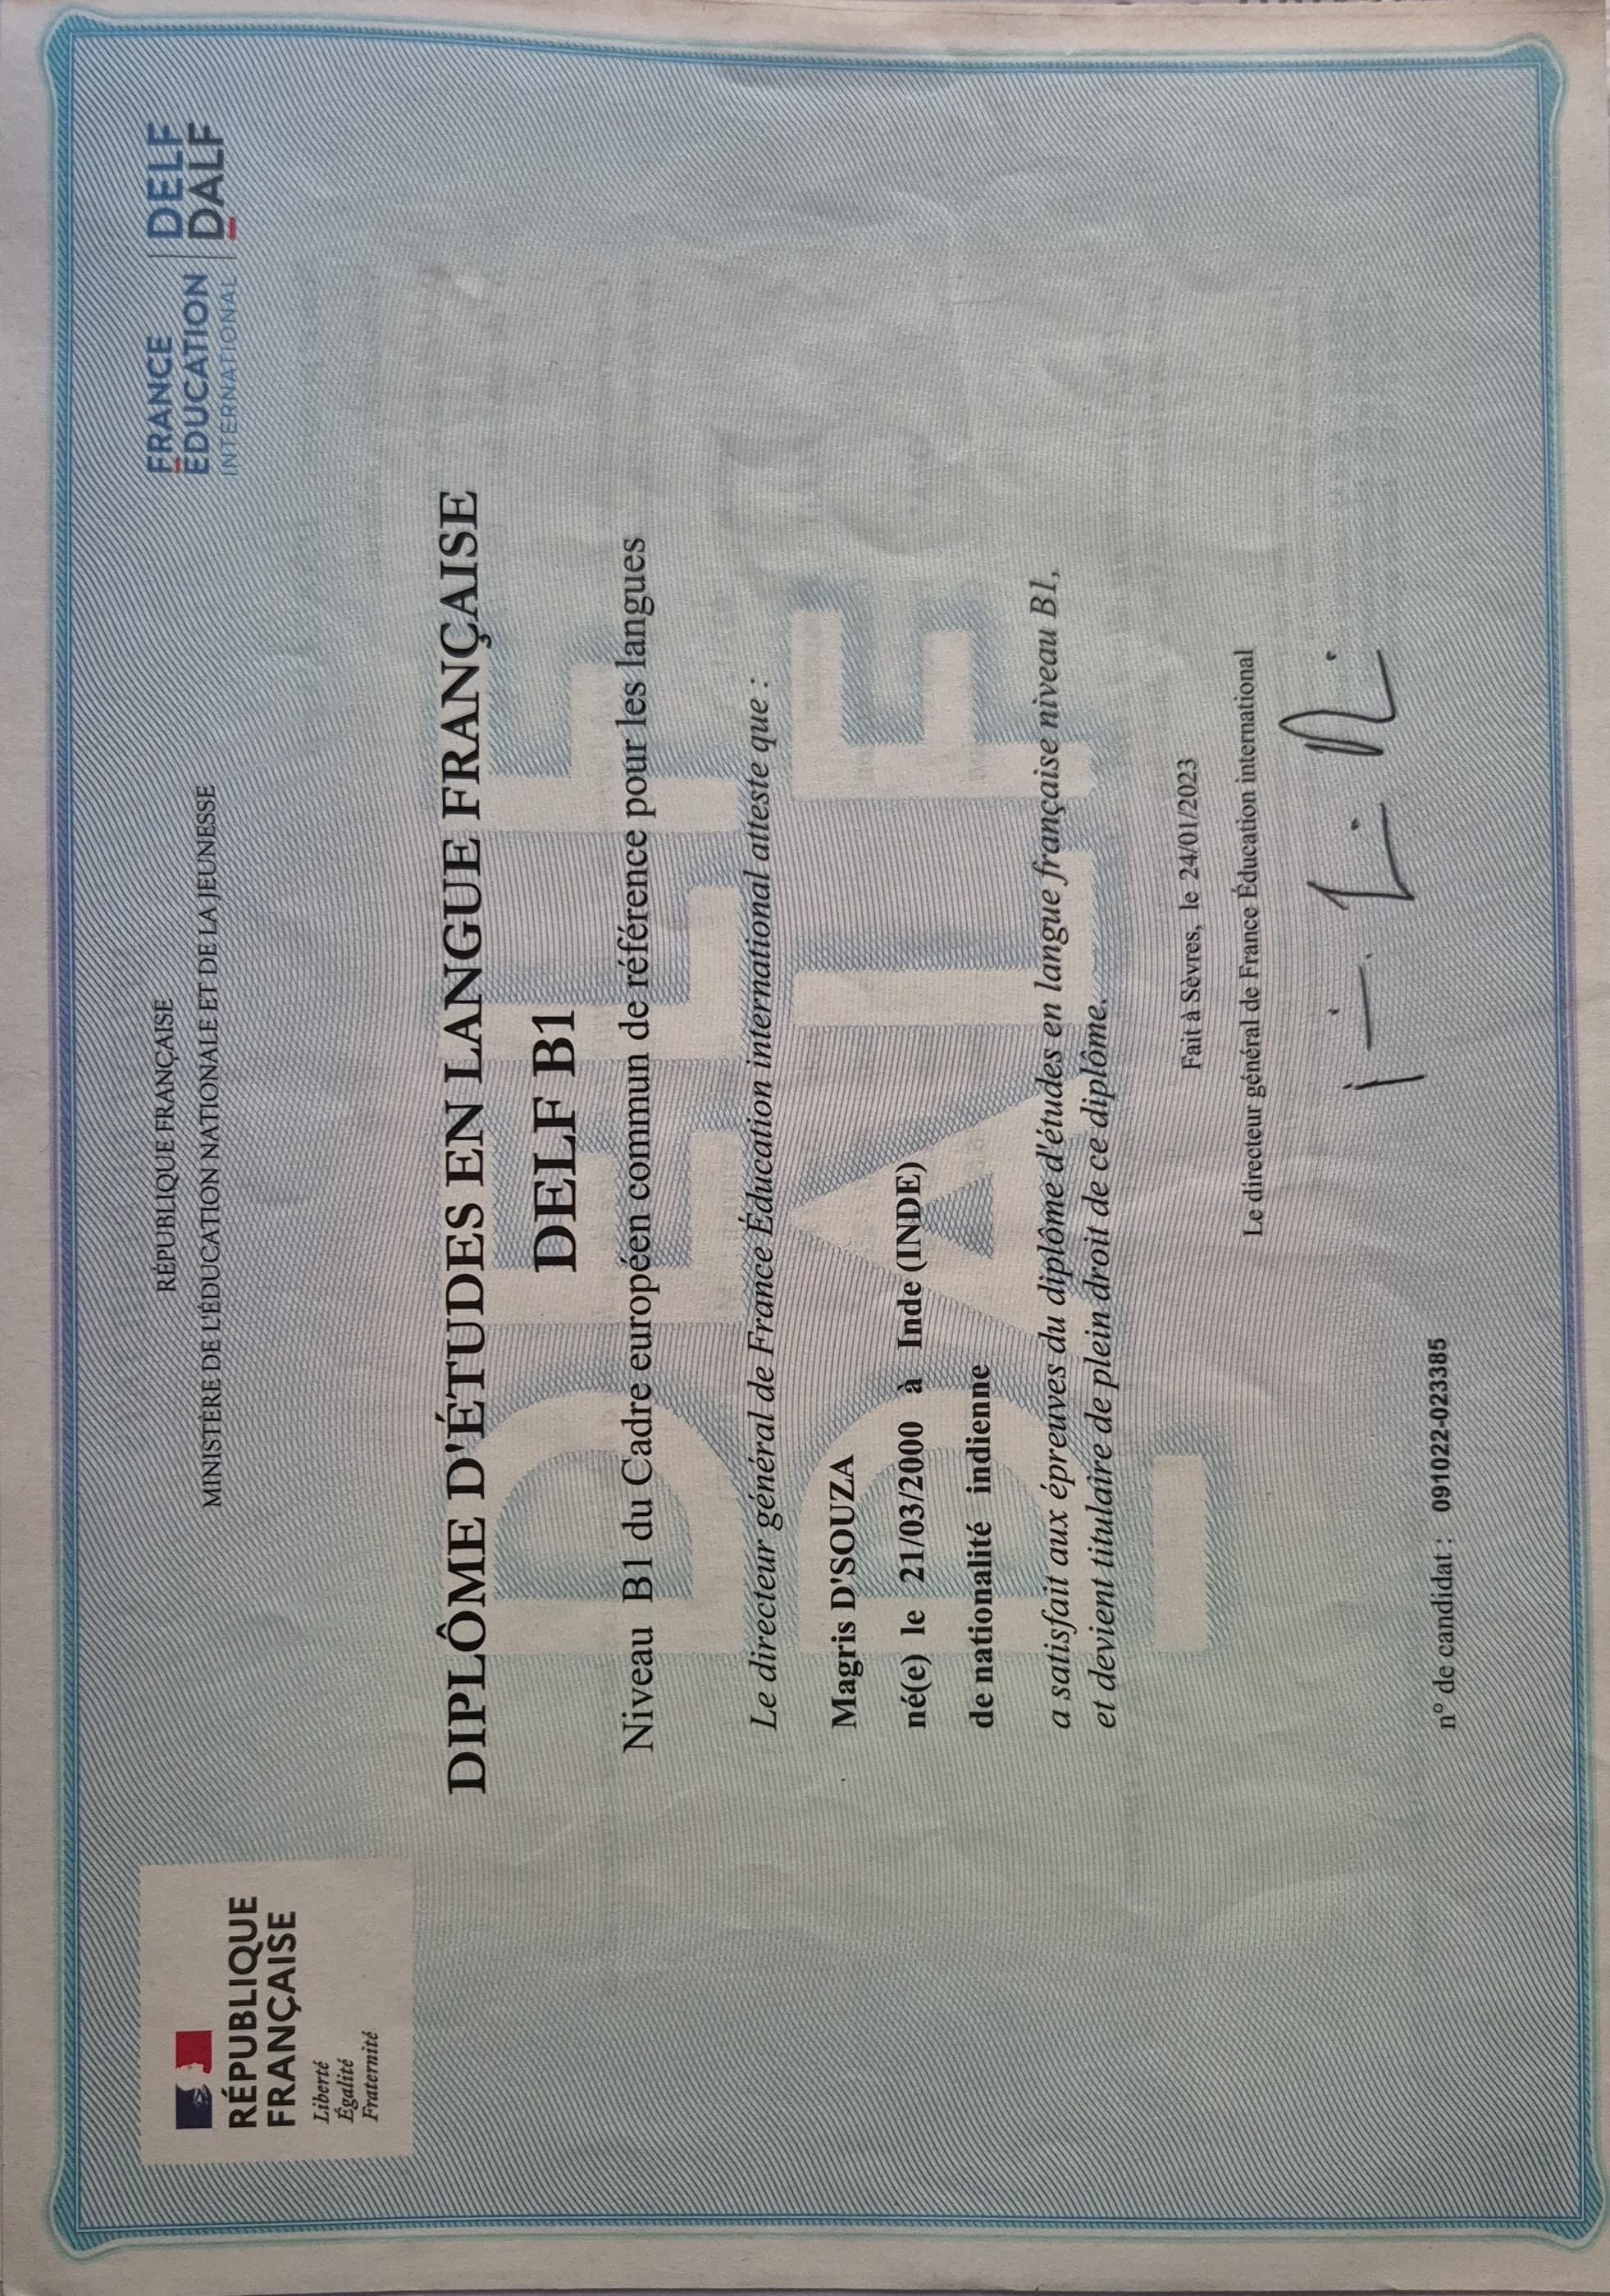 RÉPUBLIQUE
FRANÇAISE
Liberté
Égalité
Fraternité
RÉPUBLIQUE FRANÇAISE
MINISTÈRE DE L'ÉDUCATION NATIONALE ET DE LA JEUNESSE
FRANCE
ÉDUCATION
INTERNATIONAL
DELF
DALF
DIPLÔME D'ÉTUDES EN LANGUE FRANÇAISE
DELF B1
Niveau B1 du Cadre européen commun de référence pour les langues
Le directeur général de France Éducation international atteste que :
Magris D'SOUZA
né(e) le 21/03/2000 à Inde (INDE)
de nationalité indienne
a satisfait aux épreuves du diplôme d'études en langue française niveau B1,
et devient titulaire de plein droit de ce diplôme.
Fait à Sèvres, le 24/01/2023
Le directeur général de France Éducation international
n° de candidat : 091022-023385
DELF
DALF